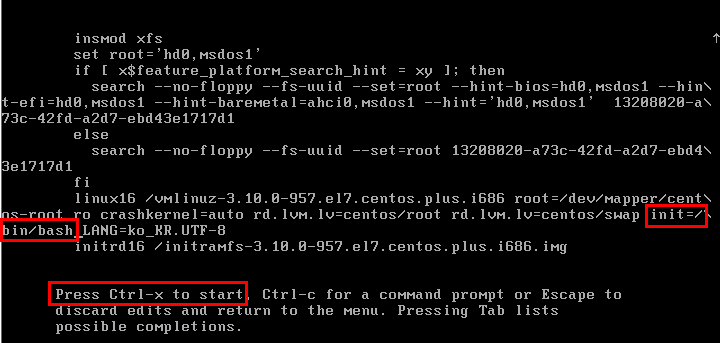 insmod xfs
set root='hd0,msdos1'
if [ x$feature_platform_search_hint = xy ]; then
search --no-floppy --fs-uuid --set=root --hint-bios=hd0,msdos1 --hin\
t-efi=hd0,msdos1 --hint-baremetal=ahci0,msdos1 --hint='hd0,msdos1'  13208020-a\
73c-42fd-a2d7-ebd43e1717d1
else
search --no-floppy --fs-uuid --set=root 13208020-a73c-42fd-a2d7-ebd4\
3e1717d1
fi
linux16 /vmlinuz-3.10.0-957.el7.centos.plus.i686 root=/dev/mapper/cent\
os-root ro crashkernel=auto rd.lvm.lv=centos/root rd.lvm.lv=centos/swap init=/\
bin/bash_LANG=ko_KR.UTF-8
initrd16 /initramfs-3.10.0-957.el7.centos.plus.i686.img
Press Ctrl-x to start, Ctrl-c for a command prompt or Escape to
discard edits and return to the menu. Pressing Tab lists
possible completions.